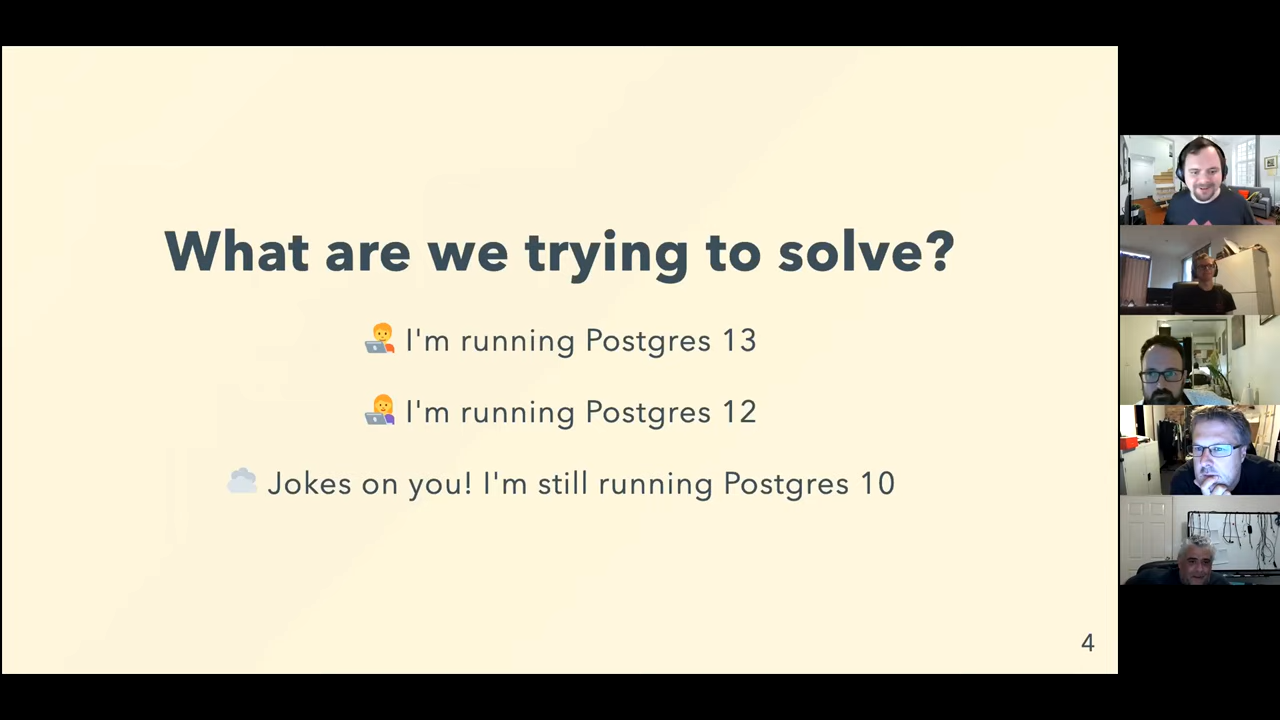 What are we trying to solve?
🧑‍💻 I'm running Postgres 13
👩‍💻 I'm running Postgres 12
☁️ Jokes on you! I'm still running Postgres 10
4